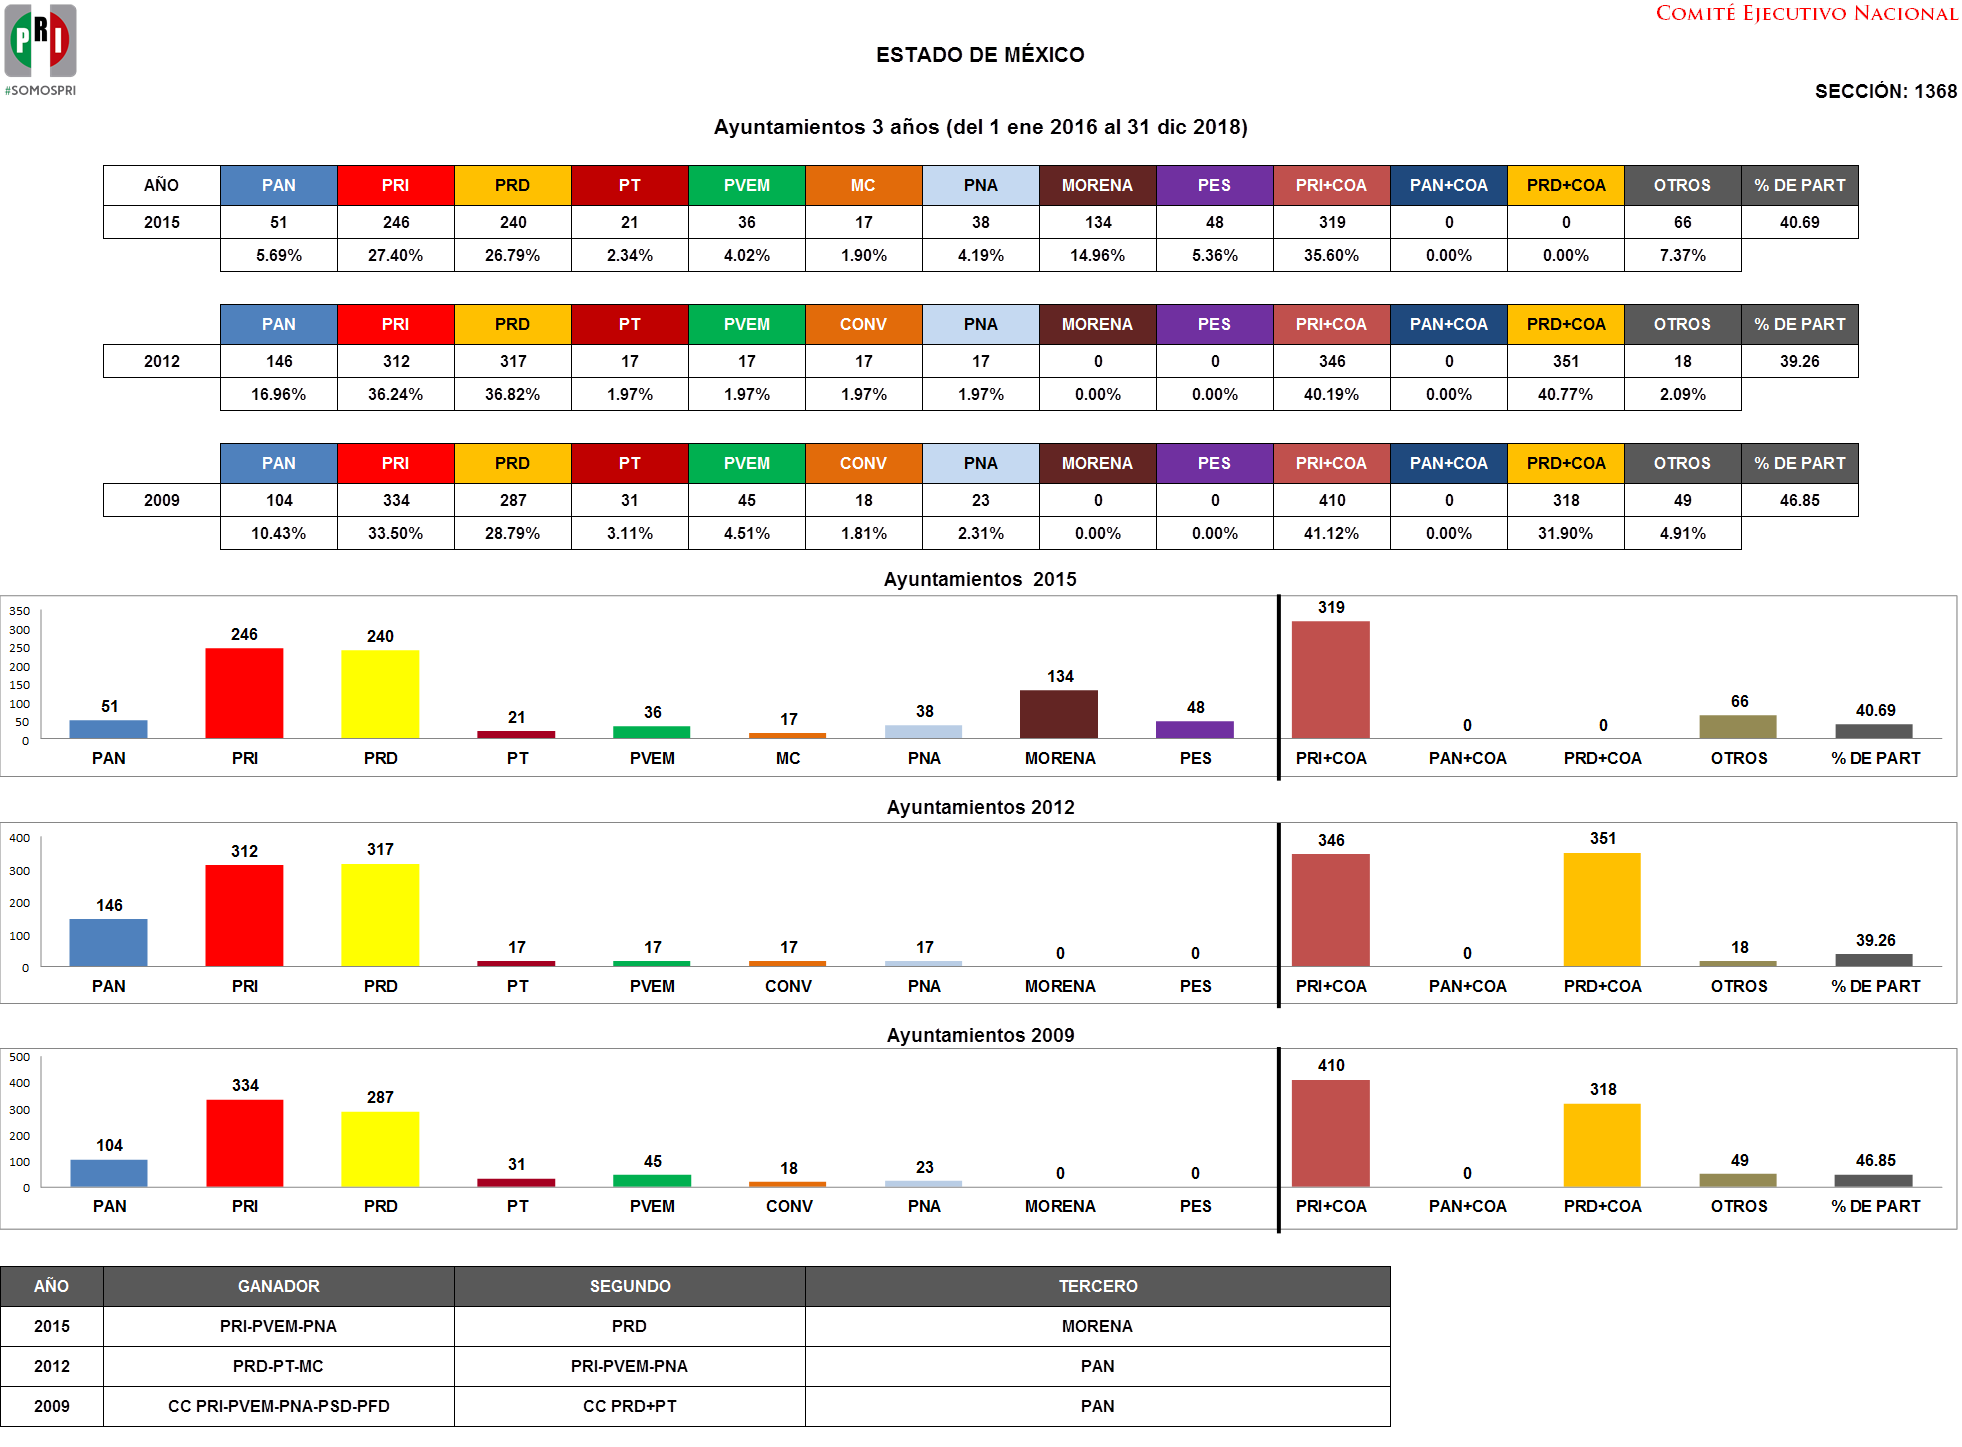 PRI
#SOMOSPRI
COMITÉ EJECUTIVO NACIONAL
ESTADO DE MÉXICO
SECCIÓN: 1368
Ayuntamientos 3 años (del 1 ene 2016 al 31 dic 2018)
AÑO PAN PRI PRD PT PVEM MC PNA MORENA PES PRI+COA PAN+COA PRD+COA OTROS % DE PART
2015 51 246 240 21 36 17 38 134 48 319 0 0 66 40.69
5.69% 27.40% 26.79% 2.34% 4.02% 1.90% 4.19% 14.96% 5.36% 35.60% 0.00% 0.00% 7.37%
PAN PRI PRD PT PVEM CONV PNA MORENA PES PRI+COA PAN+COA PRD+COA OTROS % DE PART
2012 146 312 317 17 17 17 17 0 0 346 0 351 18 39.26
16.96% 36.24% 36.82% 1.97% 1.97% 1.97% 1.97% 0.00% 0.00% 40.19% 0.00% 40.77% 2.09%
PAN PRI PRD PT PVEM CONV PNA MORENA PES PRI+COA PAN+COA PRD+COA OTROS % DE PART
2009 104 334 287 31 45 18 23 0 0 410 0 318 49 46.85
10.43% 33.50% 28.79% 3.11% 4.51% 1.81% 2.31% 0.00% 0.00% 41.12% 0.00% 31.90% 4.91%
Ayuntamientos 2015
350
300
250
200
150
100
50
0
51 246 240 21 36 17 38 134 48 319 0 0 66 40.69
PAN PRI PRD PT PVEM MC PNA MORENA PES PRI+COA PAN+COA PRD+COA OTROS % DE PART
Ayuntamientos 2012
400
300
200
100
0
146 312 317 17 17 17 17 0 0 346 0 351 18 39.26
PAN PRI PRD PT PVEM CONV PNA MORENA PES PRI+COA PAN+COA PRD+COA OTROS % DE PART
Ayuntamientos 2009
500
400
300
200
100
0
104 334 287 31 45 18 23 0 0 410 0 318 49 46.85
PAN PRI PRD PT PVEM CONV PNA MORENA PES PRI+COA PAN+COA PRD+COA OTROS % DE PART
AÑO GANADOR SEGUNDO TERCERO
2015 PRI-PVEM-PNA PRD MORENA
2012 PRD-PT-MC PRI-PVEM-PNA PAN
2009 CC PRI-PVEM-PNA-PSD-PFD CC PRD+PT PAN